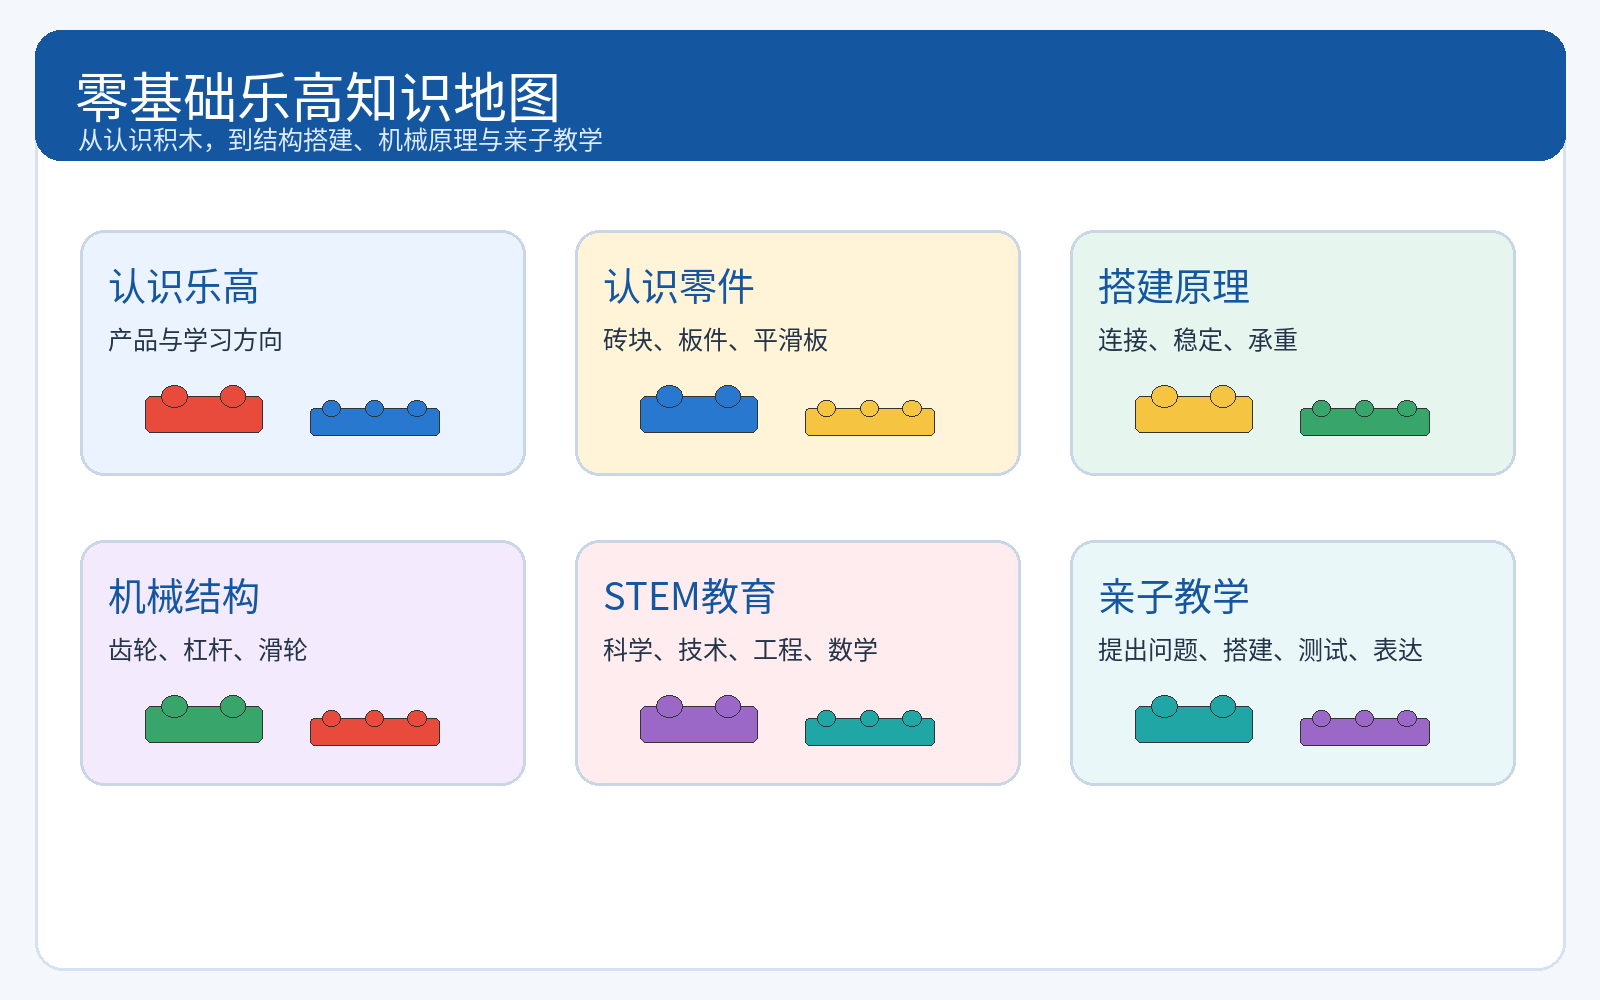 零基础乐高知识地图
从认识积木，到结构搭建、机械原理与亲子教学
认识乐高
产品与学习方向
认识零件
砖块、板件、平滑板
搭建原理
连接、稳定、承重
机械结构
齿轮、杠杆、滑轮
STEM教育
科学、技术、工程、数学
亲子教学
提出问题、搭建、测试、表达